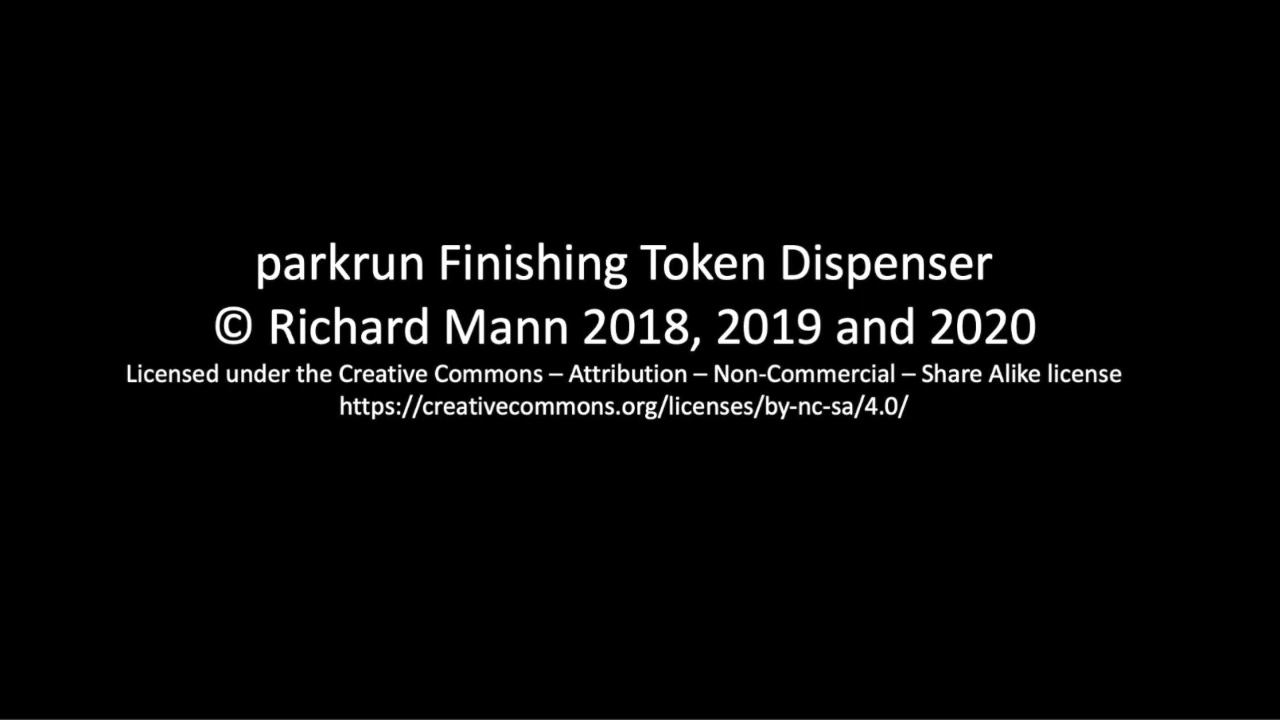 parkrun Finishing Token Dispenser
© Richard Mann 2018, 2019 and 2020
Licensed under the Creative Commons – Attribution – Non-Commercial – Share Alike license
https://creativecommons.org/licenses/by-nc-sa/4.0/